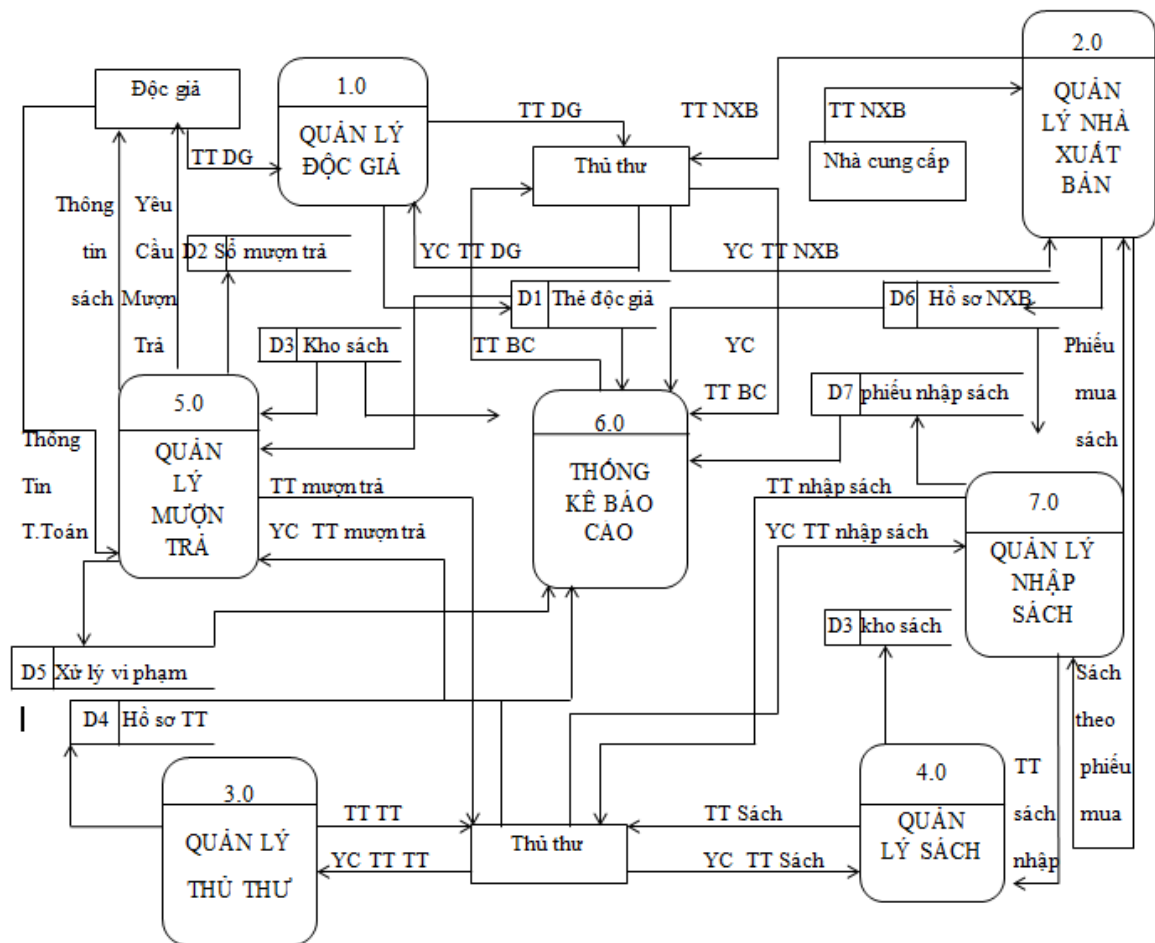 Độc giả
1.0
QUẢN LÝ
ĐỘC GIẢ
TT DG
TT DG
TT NXB
TT NXB
2.0
QUẢN
LÝ NHÀ
XUẤT
BẢN
Thủ thư
Nhà cung cấp
Thông
tin
sách
Yêu
Cầu
Mượn
Trả
D2 Sổ mượn trả
YC TT DG
YC TT NXB
D1 Thẻ độc giả
D6 Hồ sơ NXB
D3 Kho sách
TT BC
YC
TT BC
Phiếu
mua
sách
D7 phiếu nhập sách
5.0
QUẢN
LÝ
MƯỢN
TRẢ
6.0
THỐNG
KÊ BÁO
CÁO
Thông
Tin
T.Toán
TT mượn trả
YC TT mượn trả
TT nhập sách
YC TT nhập sách
7.0
QUẢN LÝ
NHẬP
SÁCH
D3 kho sách
D5 Xử lý vi phạm
D4 Hồ sơ TT
Sách
theo
phiếu
mua
TT
sách
nhập
3.0
QUẢN LÝ
THỦ THƯ
TT TT
YC TT TT
Thủ thư
TT Sách
YC TT Sách
4.0
QUẢN
LÝ SÁCH